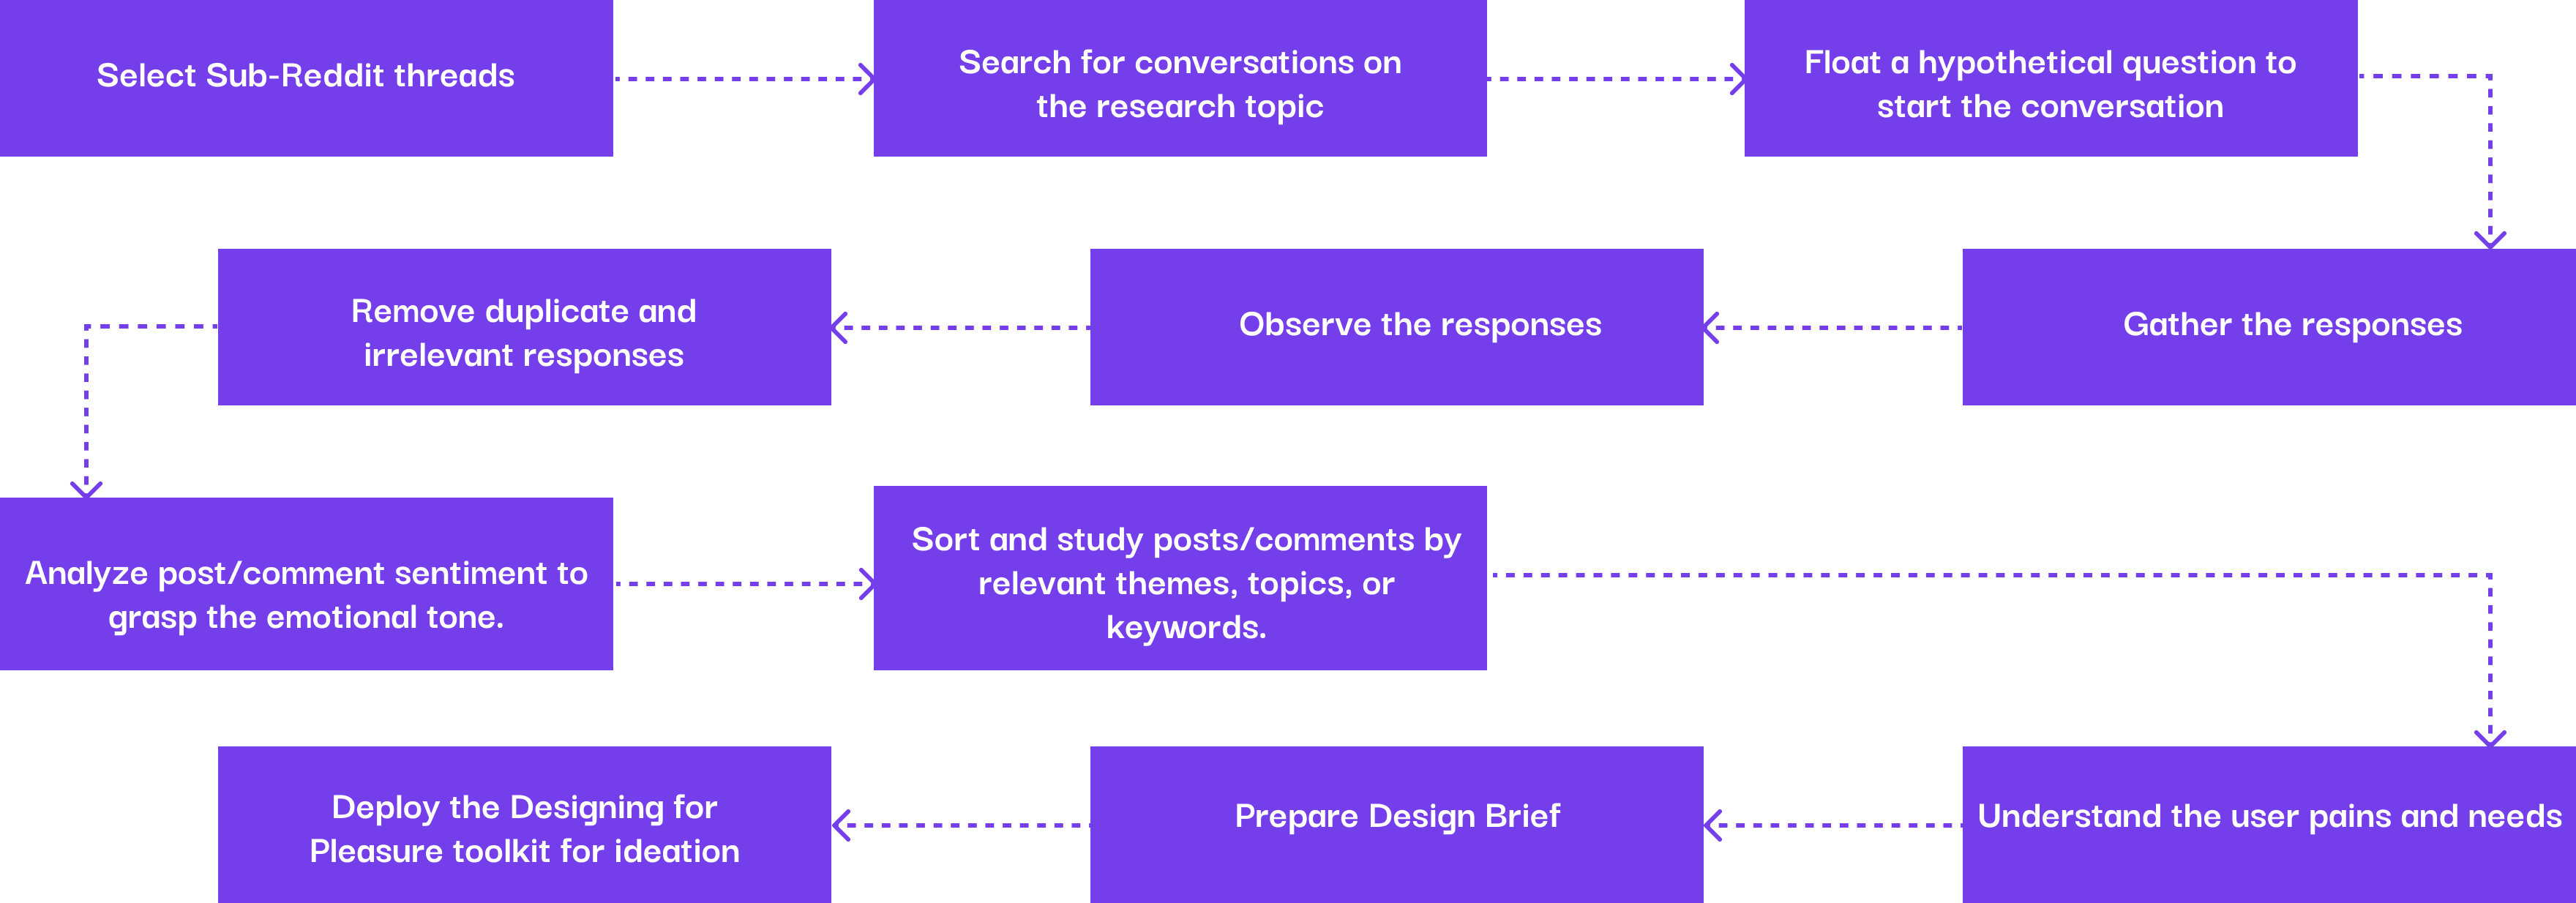 Select Sub-Reddit threads
Search for conversations on
the research topic
Float a hypothetical question to
start the conversation
Gather the responses
Observe the responses
Remove duplicate and
irrelevant responses
Analyze post/comment sentiment to
grasp the emotional tone.
Sort and study posts/comments by
relevant themes, topics, or
keywords.
Understand the user pains and needs
Prepare Design Brief
Deploy the Designing for
Pleasure toolkit for ideation